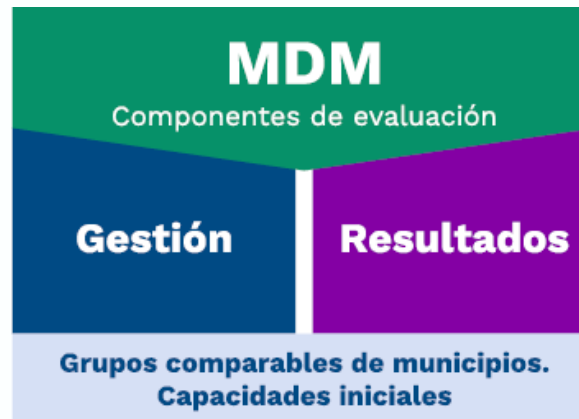 MDM
Componentes de evaluación
Gestión
Resultados
Grupos comparables de municipios.
Capacidades iniciales